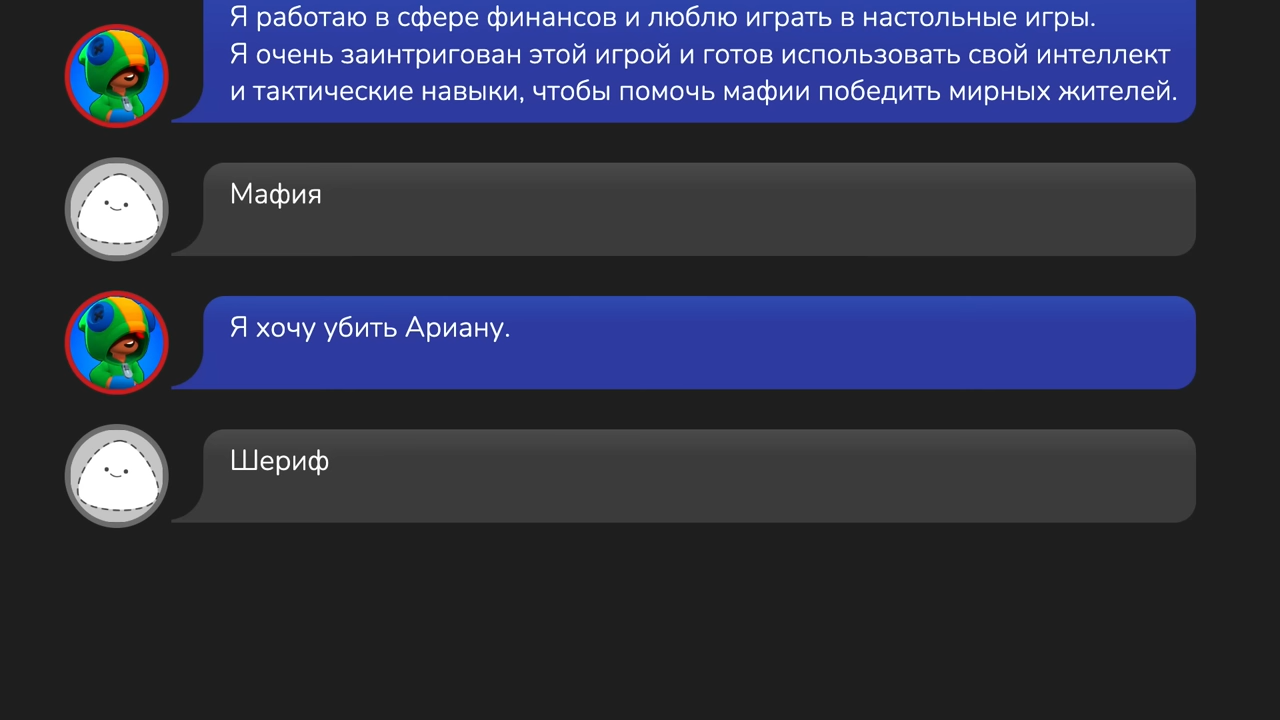 Я работаю в сфере финансов и люблю играть в настольные игры.
Я очень заинтригован этой игрой и готов использовать свой интеллект
и тактические навыки, чтобы помочь мафии победить мирных жителей.
Мафия
Я хочу убить Ариану.
Шериф